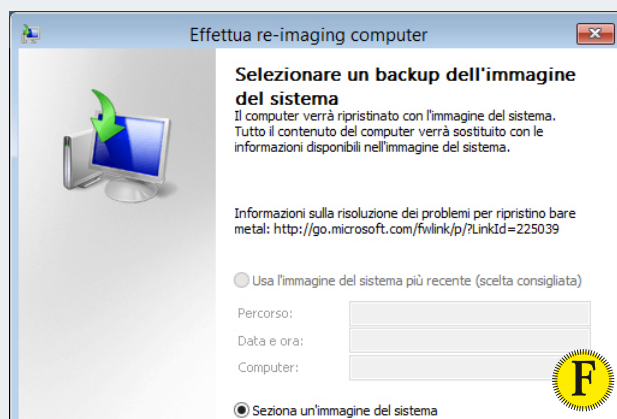 Effettua re-imaging computer
Selezionare un backup dell'immagine
del sistema
Il computer verrà ripristinato con l'immagine del sistema.
Tutto il contenuto del computer verrà sostituito con le
informazioni disponibili nell'immagine del sistema.
Informazioni sulla risoluzione dei problemi per ripristino bare
metal: http://go.microsoft.com/fwlink/p/?LinkId=225039
Usa l'immagine del sistema più recente (scelta consigliata)
Percorso:
Data e ora:
Computer:
F
Seziona un'immagine del sistema